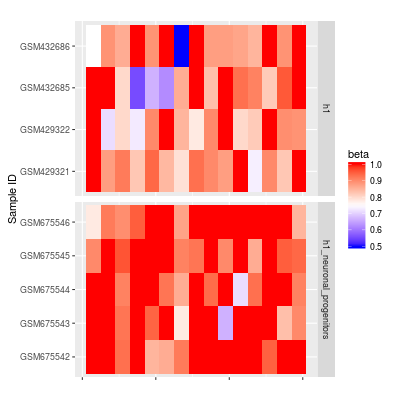 Sample ID
GSM432686
GSM432685
GSM429322
GSM429321
h1
GSM675546
GSM675545
GSM675544
GSM675543
GSM675542
h1_neuronal_progenitors
beta
1.0
0.9
0.8
0.7
0.6
0.5